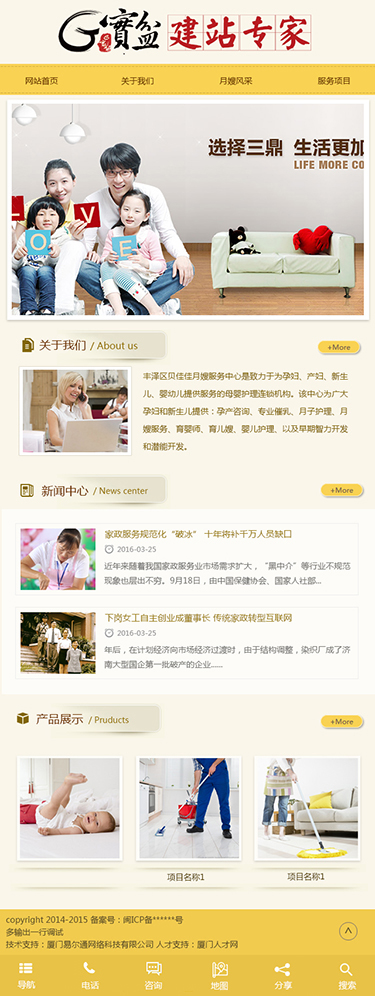 G寶盆 建站专家
网站首页 关于我们 月嫂风采 服务项目
选择三鼎 生活更加
LIFE MORE CO
L V
O Y E
关于我们 / About us +More
丰泽区贝佳佳月嫂服务中心是致力于为孕妇、产妇、新生
儿、婴幼儿提供服务的母婴护理连锁机构。该中心为广大
孕妇和新生儿提供：孕产咨询、专业催乳、月子护理、月
嫂服务、育婴师、育儿嫂、婴儿护理、以及早期智力开发
和潜能开发。
新闻中心 / News center +More
家政服务规范化“破冰” 十年将补千万人员缺口
2016-03-25
近年来随着我国家政服务业市场需求扩大，“黑中介”等行业不规范
现象也层出不穷。9月18日，由中国保健协会、国家人社部...
下岗女工自主创业成董事长 传统家政转型互联网
2016-03-25
年后，在计划经济向市场经济过渡时，由于结构调整，染织厂成了济
南大型国企第一批破产的企业......
产品展示 / Pruducts +More
项目名称1 项目名称1
copyright 2014-2015 备案号：闽ICP备******号
多输出一行调试
技术支持：厦门易尔通网络科技有限公司 人才支持：厦门人才网
导航 电话 咨询 地图 分享 搜索